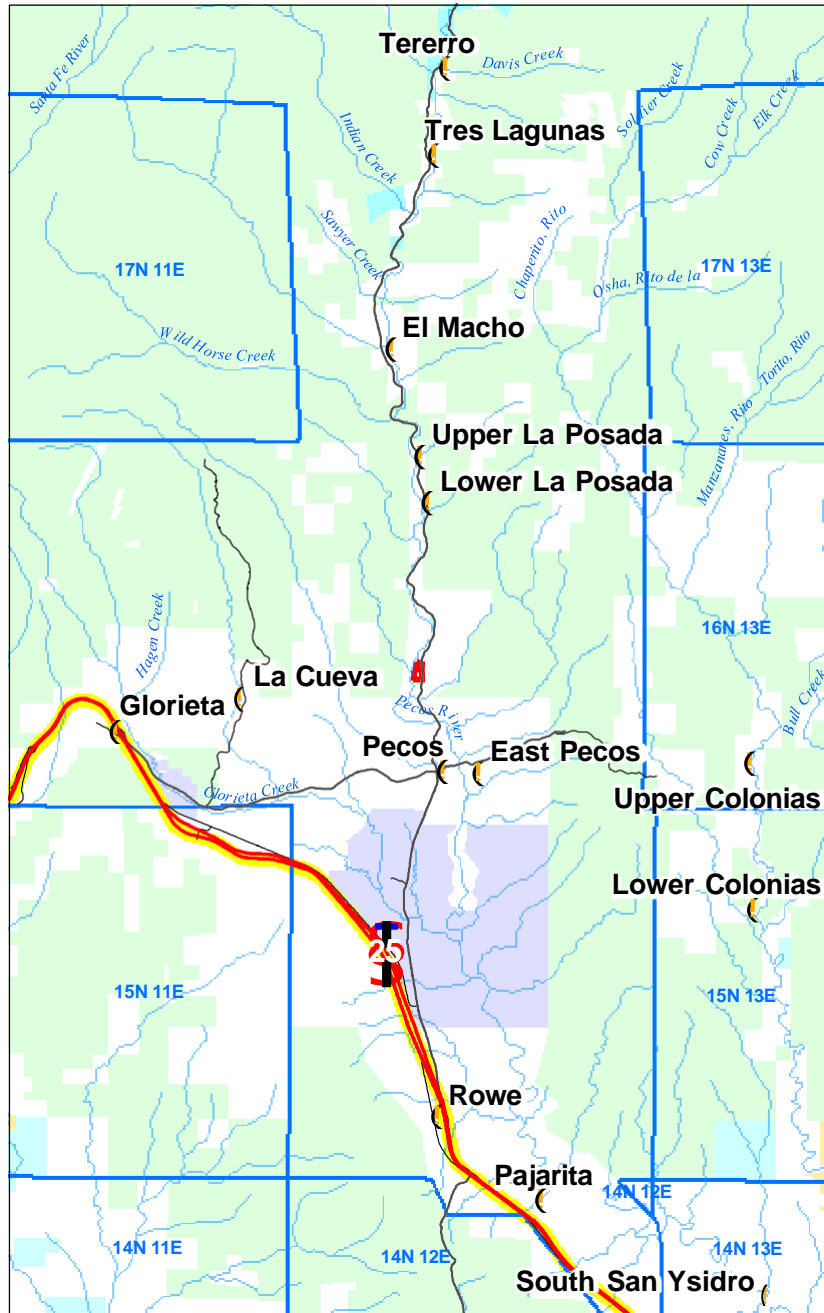 Tererro
Davis Creek
Santa Fe River
Soldier Creek
Cow Creek
Elk Creek
Indian Creek
Tres Lagunas
Sawyer Creek
Chaperito, Rito
17N 11E
17N 13E
Osha, Rito de la
El Macho
Wild Horse Creek
Torito, Rito
Manzanares, Rito
Upper La Posada
Lower La Posada
Hagen Creek
16N 13E
La Cueva
Glorieta
Pecos River
Bull Creek
Pecos
East Pecos
Glorieta Creek
Upper Colonias
Lower Colonias
25
15N 11E
15N 13E
Rowe
Pajarita
14N 12E
14N 11E
14N 12E
14N 13E
South San Ysidro